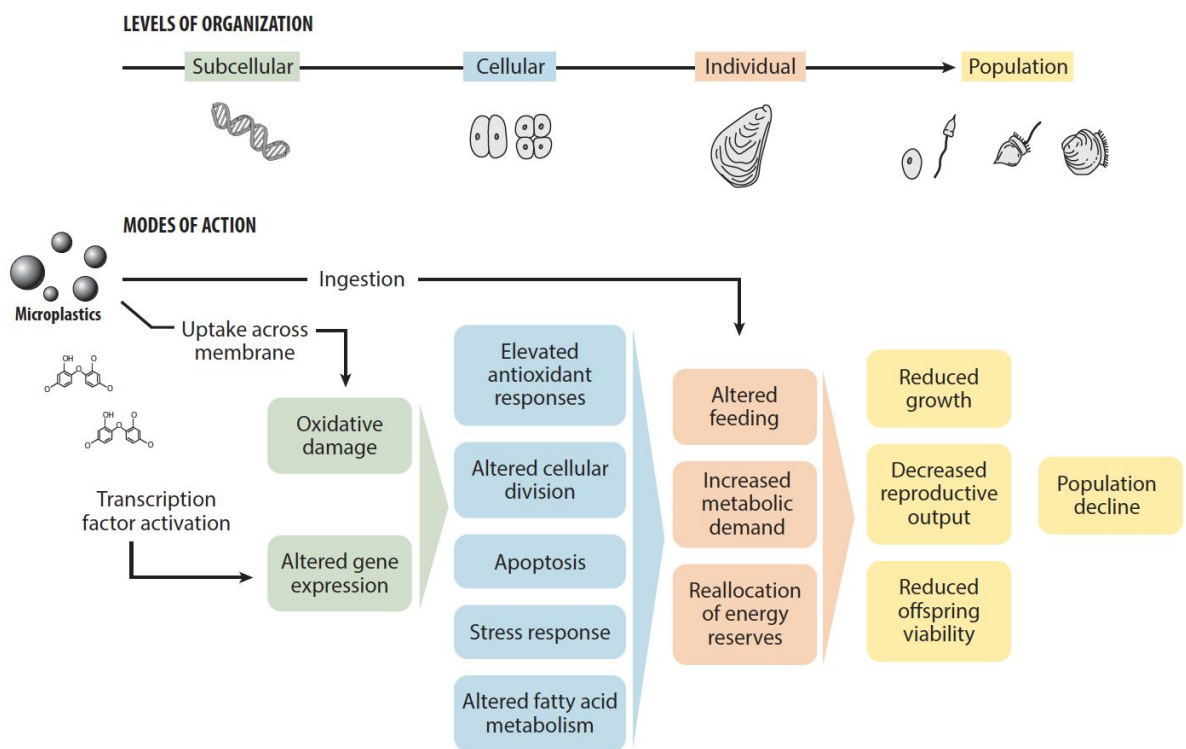 LEVELS OF ORGANIZATION
Subcellular
Cellular
Individual
Population
MODES OF ACTION
Microplastics
Ingestion
Uptake across
membrane
OH
O
O
O
O
OH
O
O
O
O
Transcription
factor activation
Oxidative
damage
Altered gene
expression
Elevated
antioxidant
responses
Altered cellular
division
Apoptosis
Stress response
Altered fatty acid
metabolism
Altered
feeding
Increased
metabolic
demand
Reallocation
of energy
reserves
Reduced
growth
Decreased
reproductive
output
Reduced
offspring
viability
Population
decline